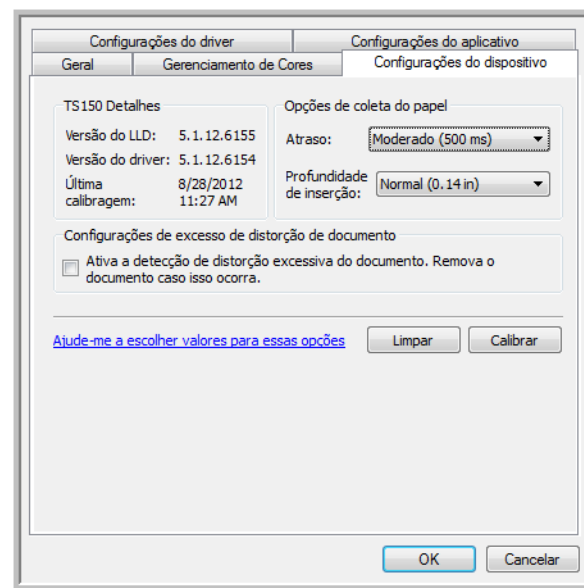 Configurações do driver
Configurações do aplicativo
Geral
Gerenciamento de Cores
Configurações do dispositivo
TS150 Detalhes
Versão do LLD: 5.1.12.6155
Versão do driver: 5.1.12.6154
Última 8/28/2012
calibragem: 11:27 AM
Opções de coleta do papel
Atraso: Moderado (500 ms)
Profundidade
de inserção: Normal (0.14 in)
Configurações de excesso de distorção de documento
Ativa a detecção de distorção excessiva do documento. Remova o
documento caso isso ocorra.
Ajude-me a escolher valores para essas opções
Limpar
Calibrar
OK
Cancelar